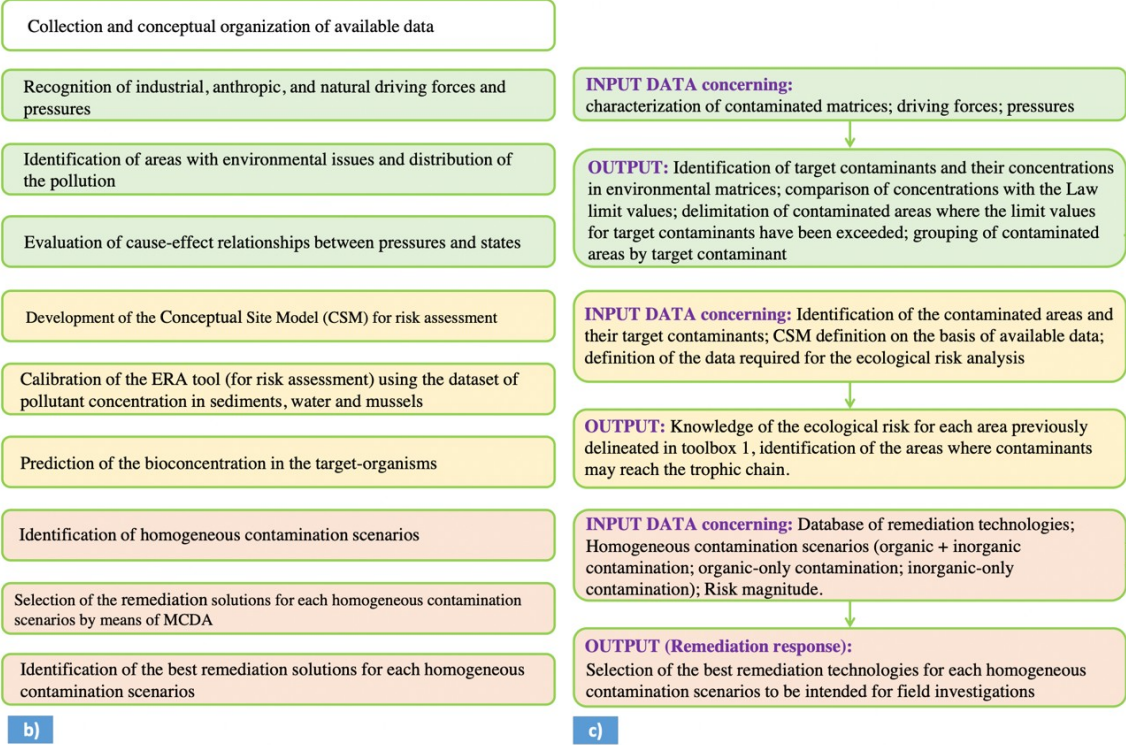 Collection and conceptual organization of available data
Recognition of industrial, anthropic, and natural driving forces and
pressures
Identification of areas with environmental issues and distribution of
the pollution
Evaluation of cause-effect relationships between pressures and states
Development of the Conceptual Site Model (CSM) for risk assessment
Calibration of the ERA tool (for risk assessment) using the dataset of
pollutant concentration in sediments, water and mussels
Prediction of the bioconcentration in the target-organisms
Identification of homogeneous contamination scenarios
Selection of the remediation solutions for each homogeneous contamination
scenarios by means of MCDA
Identification of the best remediation solutions for each homogeneous
contamination scenarios
b)
INPUT DATA concerning:
characterization of contaminated matrices; driving forces; pressures
OUTPUT: Identification of target contaminants and their concentrations
in environmental matrices; comparison of concentrations with the Law
limit values; delimitation of contaminated areas where the limit values
for target contaminants have been exceeded; grouping of contaminated
areas by target contaminant
INPUT DATA concerning: Identification of the contaminated areas and
their target contaminants; CSM definition on the basis of available data;
definition of the data required for the ecological risk analysis
OUTPUT: Knowledge of the ecological risk for each area previously
delineated in toolbox 1, identification of the areas where contaminants
may reach the trophic chain.
INPUT DATA concerning: Database of remediation technologies;
Homogeneous contamination scenarios (organic + inorganic
contamination; organic-only contamination; inorganic-only
contamination); Risk magnitude.
OUTPUT (Remediation response):
Selection of the best remediation technologies for each homogeneous
contamination scenarios to be intended for field investigations
c)